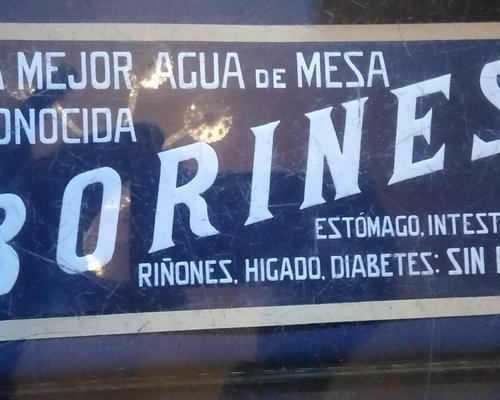 A MEJOR AGUA DE MESA
ONOCIDA
BORINES
ESTÓMAGO, INTEST
RIÑONES, HIGADO, DIABETES: SIN